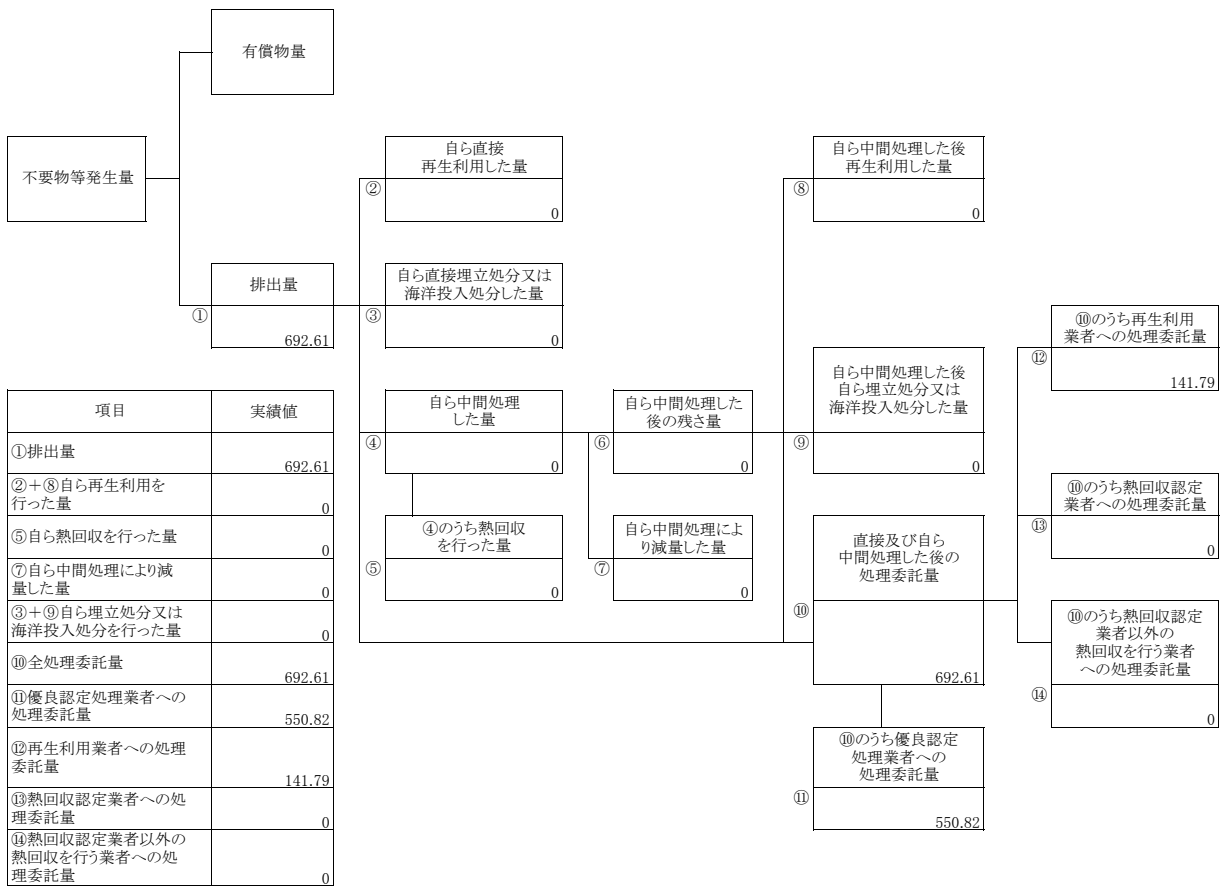 有償物量
不要物等発生量
自ら直接
再生利用した量
②
0
自ら中間処理した後
再生利用した量
⑧
0
排出量
①
692.61
自ら直接埋立処分又は
海洋投入処分した量
③
0
⑩のうち再生利用
業者への処理委託量
⑫
141.79
自ら中間処理
した量
④
0
自ら中間処理した
後の残さ量
⑥
0
自ら中間処理した後
自ら埋立処分又は
海洋投入処分した量
⑨
0
⑩のうち熱回収認定
業者への処理委託量
⑬
0
④のうち熱回収
を行った量
⑤
0
自ら中間処理によ
り減量した量
⑦
0
直接及び自ら
中間処理した後の
処理委託量
⑩
692.61
⑩のうち熱回収認定
業者以外の
熱回収を行う業者
への処理委託量
⑭
0
⑩のうち優良認定
処理業者への
処理委託量
⑪
550.82
項目
実績値
①排出量
692.61
②+⑧自ら再生利用を
行った量
0
⑤自ら熱回収を行った量
0
⑦自ら中間処理により減
量した量
0
③+⑨自ら埋立処分又は
海洋投入処分を行った量
0
⑩全処理委託量
692.61
⑪優良認定処理業者への
処理委託量
550.82
⑫再生利用業者への処理
委託量
141.79
⑬熱回収認定業者への処
理委託量
0
⑭熱回収認定業者以外の
熱回収を行う業者への処
理委託量
0